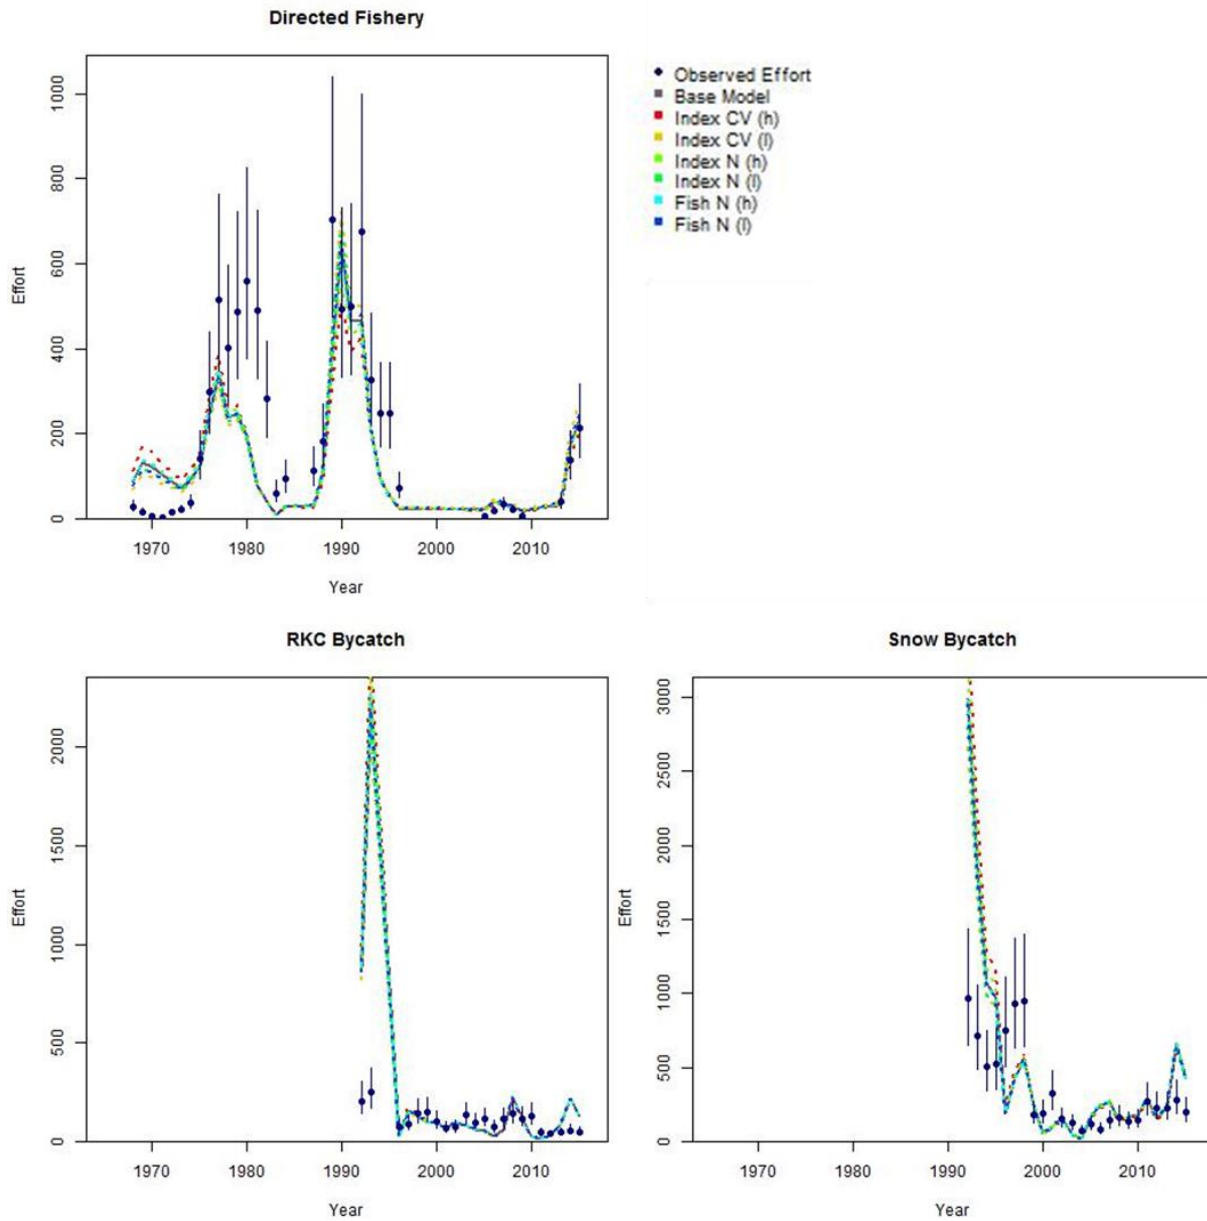 Directed Fishery
1000
800
600
400
200
0
Effort
1970 1980 1990 2000 2010
Year
Observed Effort
Base Model
Index CV (h)
Index CV (l)
Index N (h)
Index N (l)
Fish N (h)
Fish N (l)
RKC Bycatch
2000
1500
1000
500
0
Effort
1970 1980 1990 2000 2010
Year
Snow Bycatch
3000
2500
2000
1500
1000
500
0
Effort
1970 1980 1990 2000 2010
Year